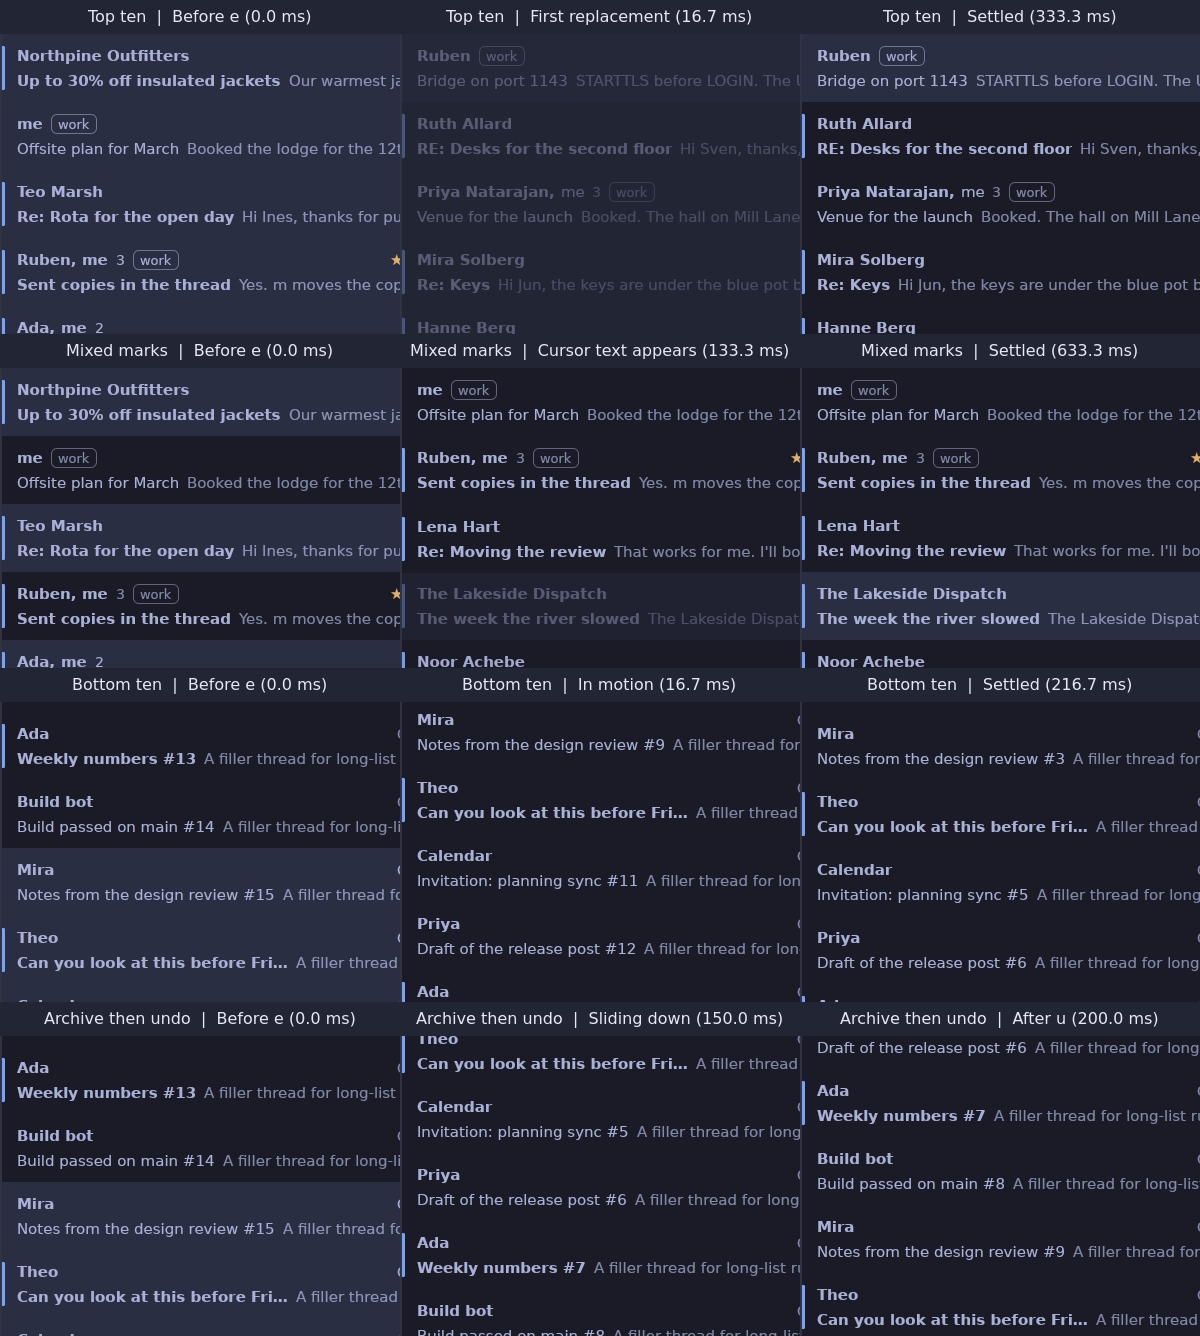 Top ten | Before e (0.0 ms)
Northpine Outfitters
Up to 30% off insulated jackets Our warmest ja
me work
Offsite plan for March Booked the lodge for the 12t
Teo Marsh
Re: Rota for the open day Hi Ines, thanks for pu
Ruben, me 3 work ★
Sent copies in the thread Yes. m moves the cop
Ada, me 2
Top ten | First replacement (16.7 ms)
Ruben work
Bridge on port 1143 STARTTLS before LOGIN. The U
Ruth Allard
RE: Desks for the second floor Hi Sven, thanks,
Priya Natarajan, me 3 work
Venue for the launch Booked. The hall on Mill Lane
Mira Solberg
Re: Keys Hi Jun, the keys are under the blue pot b
Hanne Berg
Top ten | Settled (333.3 ms)
Ruben work
Bridge on port 1143 STARTTLS before LOGIN. The U
Ruth Allard
RE: Desks for the second floor Hi Sven, thanks,
Priya Natarajan, me 3 work
Venue for the launch Booked. The hall on Mill Lane
Mira Solberg
Re: Keys Hi Jun, the keys are under the blue pot b
Hanne Berg
Mixed marks | Before e (0.0 ms)
Northpine Outfitters
Up to 30% off insulated jackets Our warmest ja
me work
Offsite plan for March Booked the lodge for the 12t
Teo Marsh
Re: Rota for the open day Hi Ines, thanks for pu
Ruben, me 3 work ★
Sent copies in the thread Yes. m moves the cop
Ada, me 2
Mixed marks | Cursor text appears (133.3 ms)
me work
Offsite plan for March Booked the lodge for the 12t
Ruben, me 3 work ★
Sent copies in the thread Yes. m moves the cop
Lena Hart
Re: Moving the review That works for me. I'll bo
The Lakeside Dispatch
The week the river slowed The Lakeside Dispat
Noor Achebe
Mixed marks | Settled (633.3 ms)
me work
Offsite plan for March Booked the lodge for the 12t
Ruben, me 3 work ★
Sent copies in the thread Yes. m moves the cop
Lena Hart
Re: Moving the review That works for me. I'll bo
The Lakeside Dispatch
The week the river slowed The Lakeside Dispat
Noor Achebe
Bottom ten | Before e (0.0 ms)
Ada
Weekly numbers #13 A filler thread for long-list
Build bot
Build passed on main #14 A filler thread for long-li
Mira
Notes from the design review #15 A filler thread fo
Theo
Can you look at this before Fri… A filler thread
Bottom ten | In motion (16.7 ms)
Mira
Notes from the design review #9 A filler thread for
Theo
Can you look at this before Fri… A filler thread
Calendar
Invitation: planning sync #11 A filler thread for lon
Priya
Draft of the release post #12 A filler thread for lon
Ada
Bottom ten | Settled (216.7 ms)
Mira
Notes from the design review #3 A filler thread for
Theo
Can you look at this before Fri… A filler thread
Calendar
Invitation: planning sync #5 A filler thread for long
Priya
Draft of the release post #6 A filler thread for long
Archive then undo | Before e (0.0 ms)
Ada
Weekly numbers #13 A filler thread for long-list
Build bot
Build passed on main #14 A filler thread for long-li
Mira
Notes from the design review #15 A filler thread fo
Theo
Can you look at this before Fri… A filler thread
Archive then undo | Sliding down (150.0 ms)
Theo
Can you look at this before Fri… A filler thread
Calendar
Invitation: planning sync #5 A filler thread for long
Priya
Draft of the release post #6 A filler thread for long
Ada
Weekly numbers #7 A filler thread for long-list ru
Build bot
Build passed on main #8 A filler thread for long-lis
Archive then undo | After u (200.0 ms)
Draft of the release post #6 A filler thread for long
Ada
Weekly numbers #7 A filler thread for long-list ru
Build bot
Build passed on main #8 A filler thread for long-lis
Mira
Notes from the design review #9 A filler thread for
Theo
Can you look at this before Fri… A filler thread